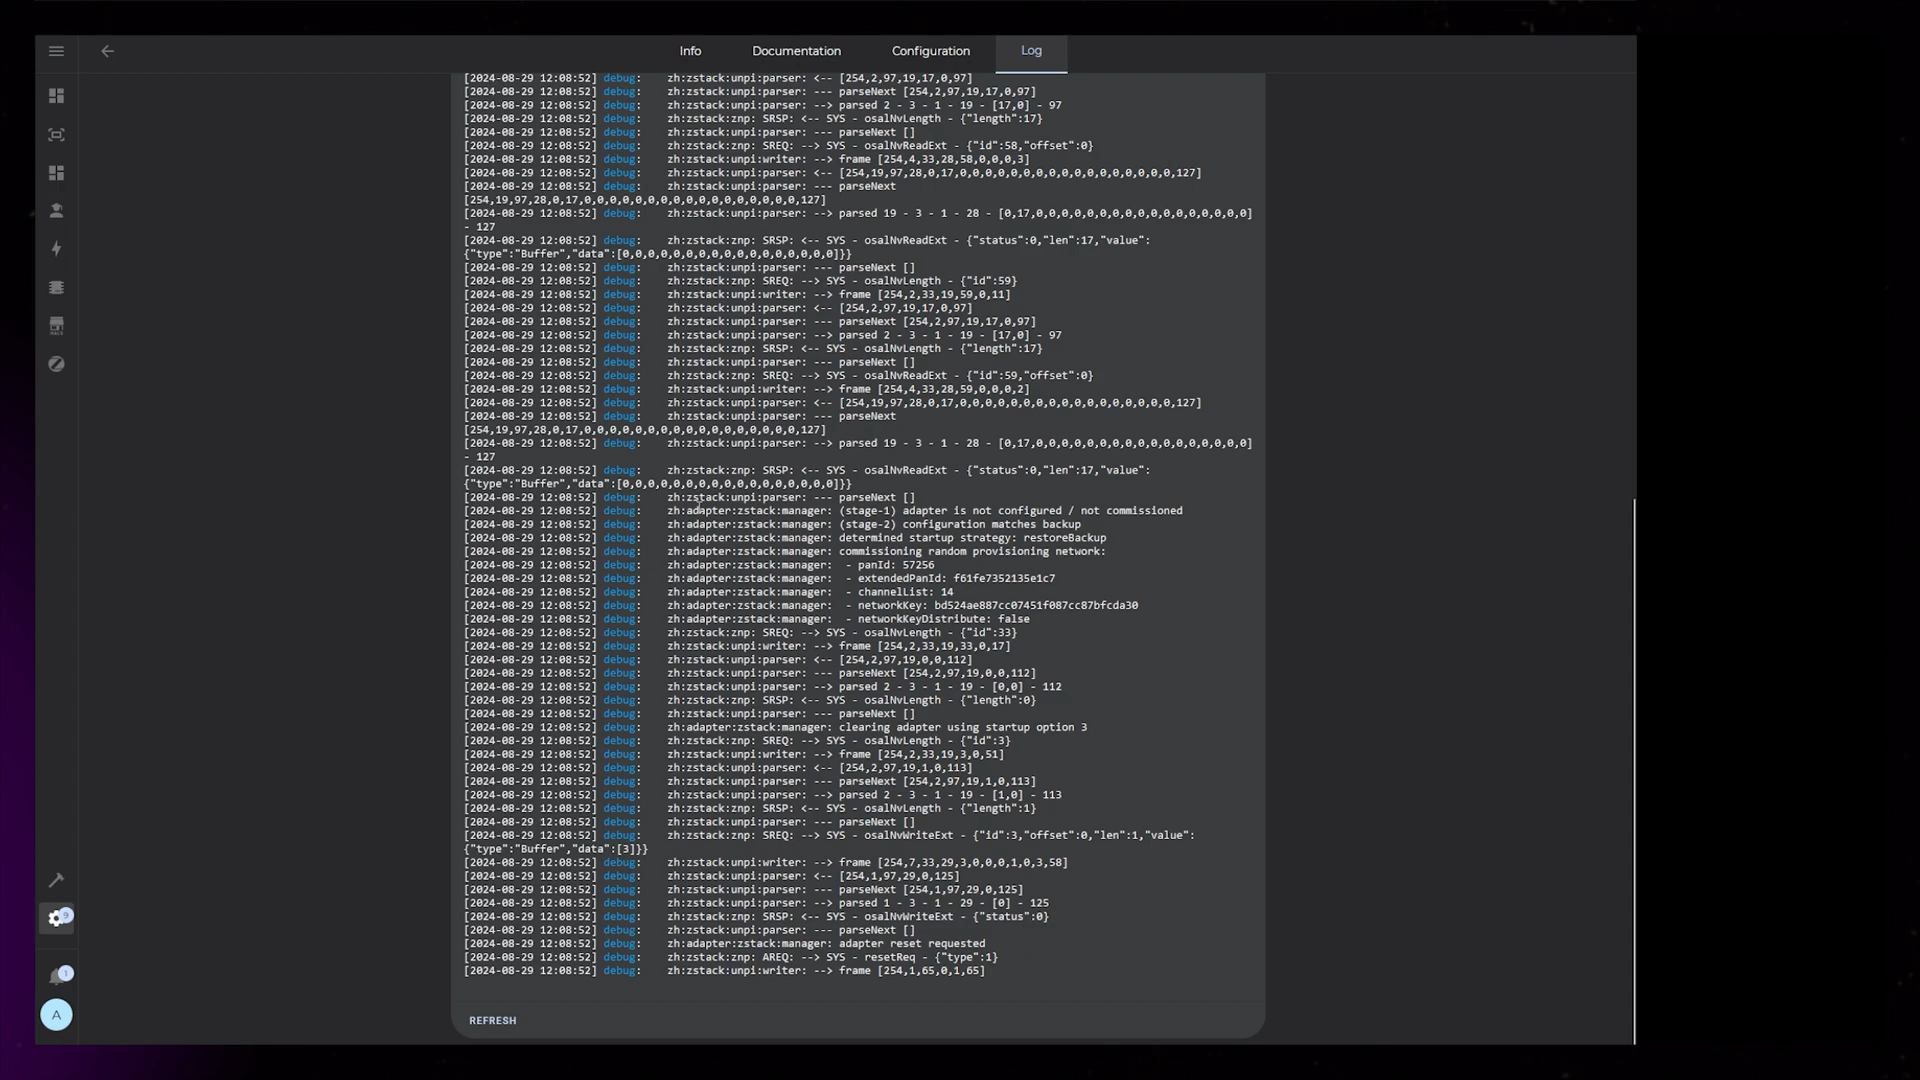 Info Documentation Configuration Log
[2024-08-29 12:08:52] debug: zh:zstack:unpi:parser: <-- [254,2,97,19,17,0,97]
[2024-08-29 12:08:52] debug: zh:zstack:unpi:parser: --- parseNext [254,2,97,19,17,0,97]
[2024-08-29 12:08:52] debug: zh:zstack:unpi:parser: --> parsed 2 - 3 - 1 - 19 - [17,0] - 97
[2024-08-29 12:08:52] debug: zh:zstack:znp: SRSP: <-- SYS - osalNvLength - {"length":17}
[2024-08-29 12:08:52] debug: zh:zstack:unpi:parser: --- parseNext []
[2024-08-29 12:08:52] debug: zh:zstack:znp: SREQ: --> SYS - osalNvReadExt - {"id":58,"offset":0}
[2024-08-29 12:08:52] debug: zh:zstack:unpi:writer: --> frame [254,4,33,28,58,0,0,0,3]
[2024-08-29 12:08:52] debug: zh:zstack:unpi:parser: <-- [254,19,97,28,0,17,0,0,0,0,0,0,0,0,0,0,0,0,0,0,0,0,0,127]
[2024-08-29 12:08:52] debug: zh:zstack:unpi:parser: --- parseNext
[254,19,97,28,0,17,0,0,0,0,0,0,0,0,0,0,0,0,0,0,0,0,0,127]
[2024-08-29 12:08:52] debug: zh:zstack:unpi:parser: --> parsed 19 - 3 - 1 - 28 - [0,17,0,0,0,0,0,0,0,0,0,0,0,0,0,0,0,0,0]
- 127
[2024-08-29 12:08:52] debug: zh:zstack:znp: SRSP: <-- SYS - osalNvReadExt - {"status":0,"len":17,"value":
{"type":"Buffer","data":[0,0,0,0,0,0,0,0,0,0,0,0,0,0,0,0,0]}}
[2024-08-29 12:08:52] debug: zh:zstack:unpi:parser: --- parseNext []
[2024-08-29 12:08:52] debug: zh:zstack:znp: SREQ: --> SYS - osalNvLength - {"id":59}
[2024-08-29 12:08:52] debug: zh:zstack:unpi:writer: --> frame [254,2,33,19,59,0,11]
[2024-08-29 12:08:52] debug: zh:zstack:unpi:parser: <-- [254,2,97,19,17,0,97]
[2024-08-29 12:08:52] debug: zh:zstack:unpi:parser: --- parseNext [254,2,97,19,17,0,97]
[2024-08-29 12:08:52] debug: zh:zstack:unpi:parser: --> parsed 2 - 3 - 1 - 19 - [17,0] - 97
[2024-08-29 12:08:52] debug: zh:zstack:znp: SRSP: <-- SYS - osalNvLength - {"length":17}
[2024-08-29 12:08:52] debug: zh:zstack:unpi:parser: --- parseNext []
[2024-08-29 12:08:52] debug: zh:zstack:znp: SREQ: --> SYS - osalNvReadExt - {"id":59,"offset":0}
[2024-08-29 12:08:52] debug: zh:zstack:unpi:writer: --> frame [254,4,33,28,59,0,0,0,2]
[2024-08-29 12:08:52] debug: zh:zstack:unpi:parser: <-- [254,19,97,28,0,17,0,0,0,0,0,0,0,0,0,0,0,0,0,0,0,0,0,127]
[2024-08-29 12:08:52] debug: zh:zstack:unpi:parser: --- parseNext
[254,19,97,28,0,17,0,0,0,0,0,0,0,0,0,0,0,0,0,0,0,0,0,127]
[2024-08-29 12:08:52] debug: zh:zstack:unpi:parser: --> parsed 19 - 3 - 1 - 28 - [0,17,0,0,0,0,0,0,0,0,0,0,0,0,0,0,0,0,0]
- 127
[2024-08-29 12:08:52] debug: zh:zstack:znp: SRSP: <-- SYS - osalNvReadExt - {"status":0,"len":17,"value":
{"type":"Buffer","data":[0,0,0,0,0,0,0,0,0,0,0,0,0,0,0,0,0]}}
[2024-08-29 12:08:52] debug: zh:zstack:unpi:parser: --- parseNext []
[2024-08-29 12:08:52] debug: zh:adapter:zstack:manager: (stage-1) adapter is not configured / not commissioned
[2024-08-29 12:08:52] debug: zh:adapter:zstack:manager: (stage-2) configuration matches backup
[2024-08-29 12:08:52] debug: zh:adapter:zstack:manager: determined startup strategy: restoreBackup
[2024-08-29 12:08:52] debug: zh:adapter:zstack:manager: commissioning random provisioning network:
[2024-08-29 12:08:52] debug: zh:adapter:zstack:manager: - panId: 57256
[2024-08-29 12:08:52] debug: zh:adapter:zstack:manager: - extendedPanId: f61fe7352135e1c7
[2024-08-29 12:08:52] debug: zh:adapter:zstack:manager: - channelList: 14
[2024-08-29 12:08:52] debug: zh:adapter:zstack:manager: - networkKey: bd524ae887cc07451f087cc87bfcda30
[2024-08-29 12:08:52] debug: zh:adapter:zstack:manager: - networkKeyDistribute: false
[2024-08-29 12:08:52] debug: zh:zstack:znp: SREQ: --> SYS - osalNvLength - {"id":33}
[2024-08-29 12:08:52] debug: zh:zstack:unpi:writer: --> frame [254,2,33,19,33,0,17]
[2024-08-29 12:08:52] debug: zh:zstack:unpi:parser: <-- [254,2,97,19,0,0,112]
[2024-08-29 12:08:52] debug: zh:zstack:unpi:parser: --- parseNext [254,2,97,19,0,0,112]
[2024-08-29 12:08:52] debug: zh:zstack:unpi:parser: --> parsed 2 - 3 - 1 - 19 - [0,0] - 112
[2024-08-29 12:08:52] debug: zh:zstack:znp: SRSP: <-- SYS - osalNvLength - {"length":0}
[2024-08-29 12:08:52] debug: zh:zstack:unpi:parser: --- parseNext []
[2024-08-29 12:08:52] debug: zh:adapter:zstack:manager: clearing adapter using startup option 3
[2024-08-29 12:08:52] debug: zh:zstack:znp: SREQ: --> SYS - osalNvLength - {"id":3}
[2024-08-29 12:08:52] debug: zh:zstack:unpi:writer: --> frame [254,2,33,19,3,0,51]
[2024-08-29 12:08:52] debug: zh:zstack:unpi:parser: <-- [254,2,97,19,1,0,113]
[2024-08-29 12:08:52] debug: zh:zstack:unpi:parser: --- parseNext [254,2,97,19,1,0,113]
[2024-08-29 12:08:52] debug: zh:zstack:unpi:parser: --> parsed 2 - 3 - 1 - 19 - [1,0] - 113
[2024-08-29 12:08:52] debug: zh:zstack:znp: SRSP: <-- SYS - osalNvLength - {"length":1}
[2024-08-29 12:08:52] debug: zh:zstack:unpi:parser: --- parseNext []
[2024-08-29 12:08:52] debug: zh:zstack:znp: SREQ: --> SYS - osalNvWriteExt - {"id":3,"offset":0,"len":1,"value":
{"type":"Buffer","data":[3]}}
[2024-08-29 12:08:52] debug: zh:zstack:unpi:writer: --> frame [254,7,33,29,3,0,0,0,1,0,3,58]
[2024-08-29 12:08:52] debug: zh:zstack:unpi:parser: <-- [254,1,97,29,0,125]
[2024-08-29 12:08:52] debug: zh:zstack:unpi:parser: --- parseNext [254,1,97,29,0,125]
[2024-08-29 12:08:52] debug: zh:zstack:unpi:parser: --> parsed 1 - 3 - 1 - 29 - [0] - 125
[2024-08-29 12:08:52] debug: zh:zstack:znp: SRSP: <-- SYS - osalNvWriteExt - {"status":0}
[2024-08-29 12:08:52] debug: zh:zstack:unpi:parser: --- parseNext []
[2024-08-29 12:08:52] debug: zh:adapter:zstack:manager: adapter reset requested
[2024-08-29 12:08:52] debug: zh:zstack:znp: AREQ: --> SYS - resetReq - {"type":1}
[2024-08-29 12:08:52] debug: zh:zstack:unpi:writer: --> frame [254,1,65,0,1,65]
REFRESH
9
1
A